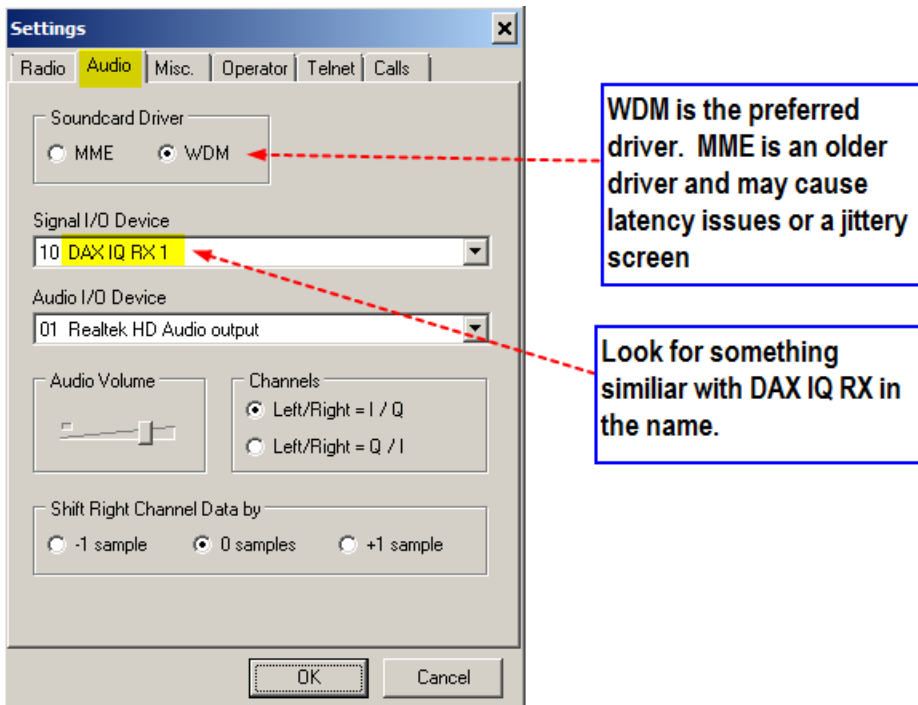 Settings
Radio Audio Misc. Operator Telnet Calls
Soundcard Driver
MME WDM
Signal I/O Device
10 DAX IQ RX 1
Audio I/O Device
01 Realtek HD Audio output
Audio Volume
Channels
Left/Right = I / Q
Left/Right = Q / I
Shift Right Channel Data by
-1 sample 0 samples +1 sample
OK Cancel
WDM is the preferred
driver. MME is an older
driver and may cause
latency issues or a jittery
screen
Look for something
similiar with DAX IQ RX in
the name.